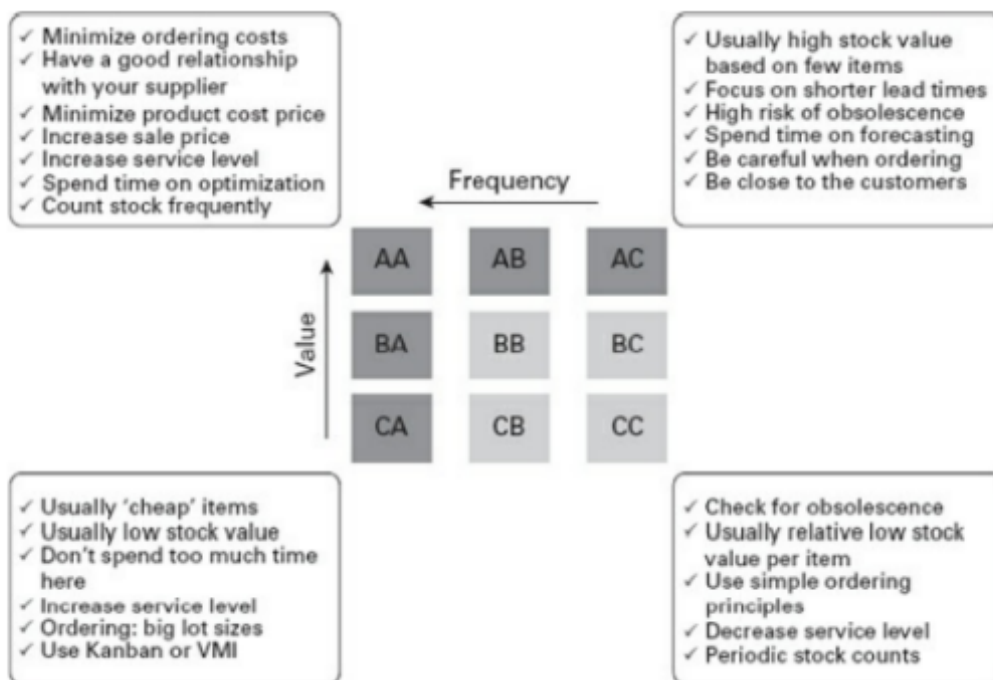 ✓ Minimize ordering costs
✓ Have a good relationship
with your supplier
✓ Minimize product cost price
✓ Increase sale price
✓ Increase service level
✓ Spend time on optimization
✓ Count stock frequently
✓ Usually high stock value
based on few items
✓ Focus on shorter lead times
✓ High risk of obsolescence
✓ Spend time on forecasting
✓ Be careful when ordering
✓ Be close to the customers
Frequency
Value
AA AB AC
BA BB BC
CA CB CC
✓ Usually ‘cheap’ items
✓ Usually low stock value
✓ Don’t spend too much time
here
✓ Increase service level
✓ Ordering: big lot sizes
✓ Use Kanban or VMI
✓ Check for obsolescence
✓ Usually relative low stock
value per item
✓ Use simple ordering
principles
✓ Decrease service level
✓ Periodic stock counts